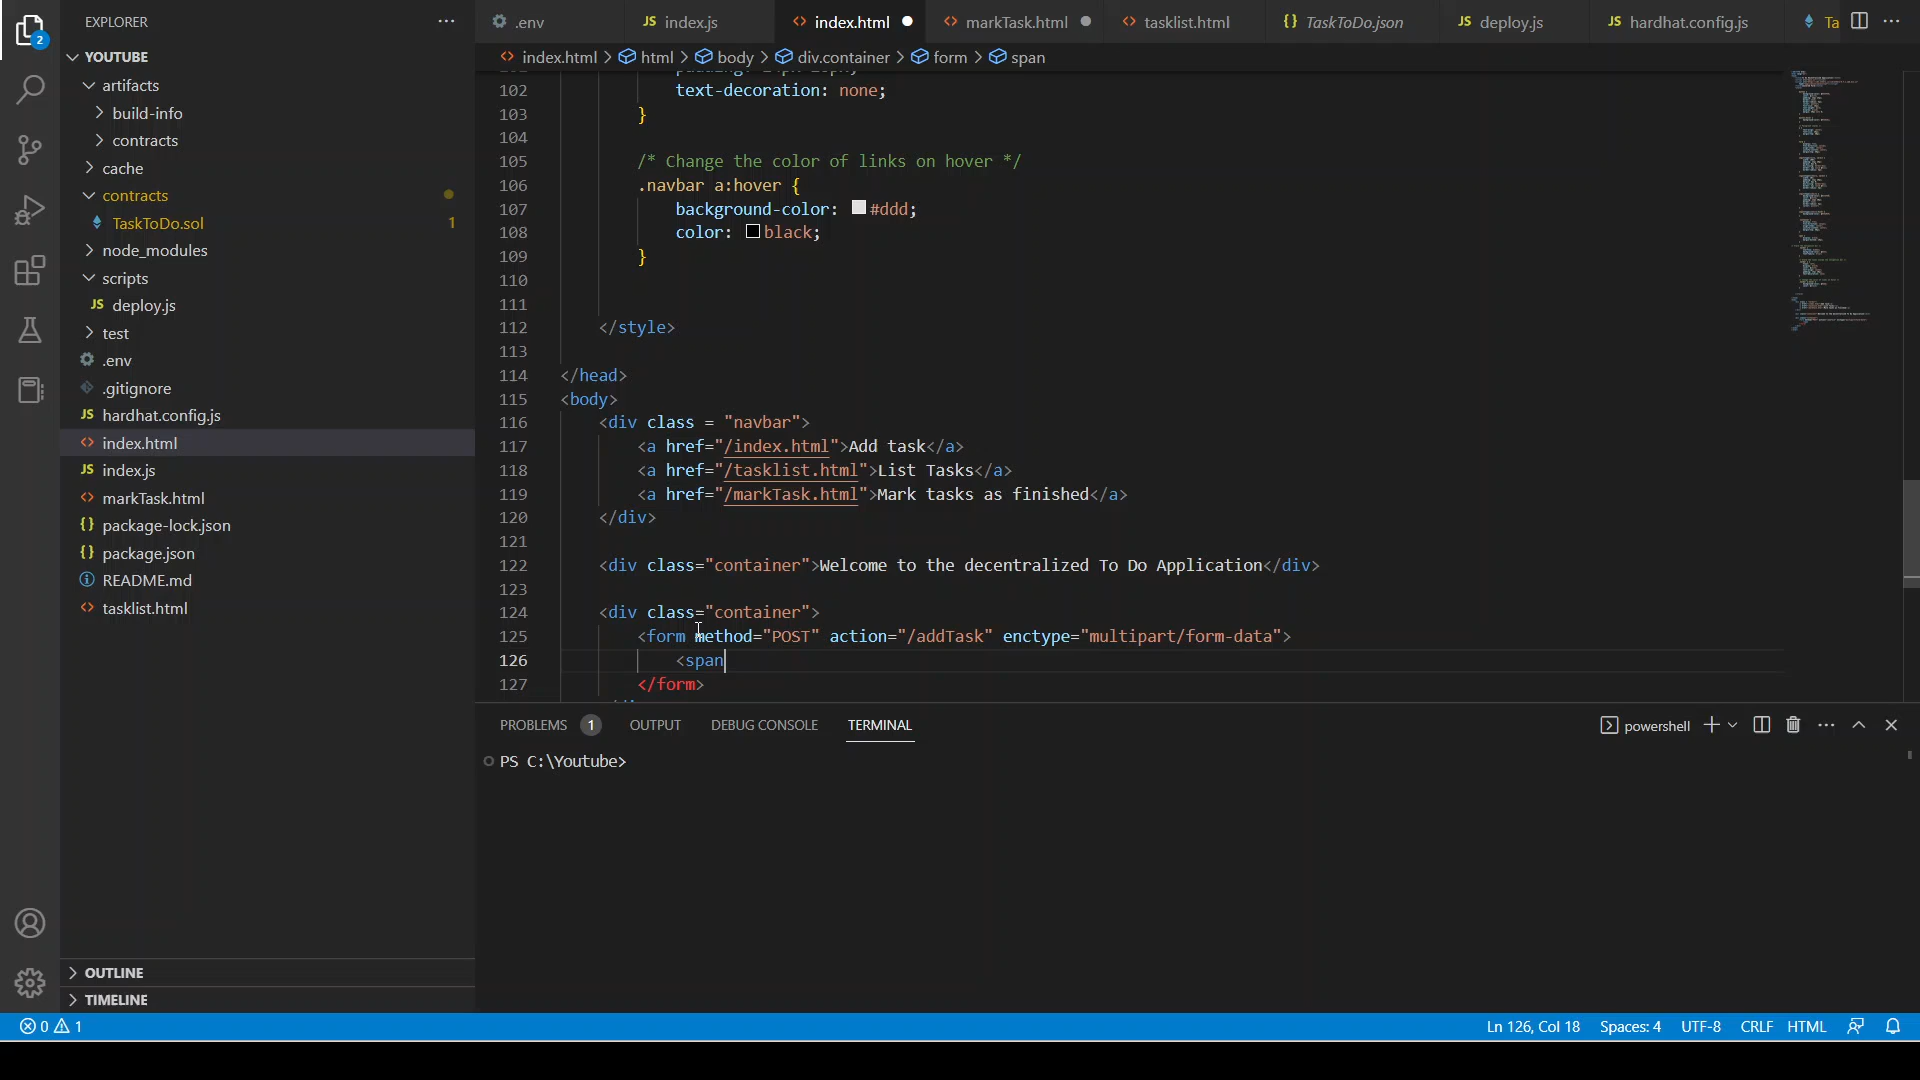 EXPLORER
.env
index.js
index.html
markTask.html
tasklist.html
TaskToDo.json
deploy.js
hardhat.config.js
Ta
2
YOUTUBE
index.html
html
body
div.container
form
span
artifacts
build-info
contracts
cache
contracts
TaskToDo.sol 1
node_modules
scripts
deploy.js
test
.env
.gitignore
hardhat.config.js
index.html
index.js
markTask.html
package-lock.json
package.json
README.md
tasklist.html
OUTLINE
TIMELINE
102 text-decoration: none;
103 }
104
105 /* Change the color of links on hover */
106 .navbar a:hover {
107 background-color: #ddd;
108 color: black;
109 }
110
111
112 </style>
113
114 </head>
115 <body>
116 <div class = "navbar">
117 <a href="/index.html">Add task</a>
118 <a href="/tasklist.html">List Tasks</a>
119 <a href="/markTask.html">Mark tasks as finished</a>
120 </div>
121
122 <div class="container">Welcome to the decentralized To Do Application</div>
123
124 <div class="container">
125 <form method="POST" action="/addTask" enctype="multipart/form-data">
126 <span
127 </form>
PROBLEMS 1 OUTPUT DEBUG CONSOLE TERMINAL
powershell
PS C:\Youtube>
0 1
Ln 126, Col 18 Spaces: 4 UTF-8 CRLF HTML